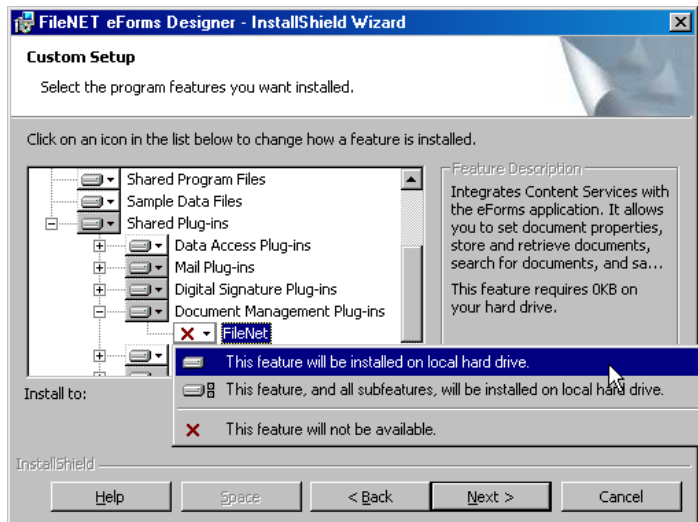 FileNET eForms Designer - InstallShield Wizard
Custom Setup
Select the program features you want installed.
Click on an icon in the list below to change how a feature is installed.
Shared Program Files
Sample Data Files
Shared Plug-ins
Data Access Plug-ins
Mail Plug-ins
Digital Signature Plug-ins
Document Management Plug-ins
FileNet
Feature Description
Integrates Content Services with
the eForms application. It allows
you to set document properties,
store and retrieve documents,
search for documents, and sa...
This feature requires 0KB on
your hard drive.
This feature will be installed on local hard drive.
This feature, and all subfeatures, will be installed on local hard drive.
This feature will not be available.
Install to:
InstallShield
Help
Space
< Back
Next >
Cancel